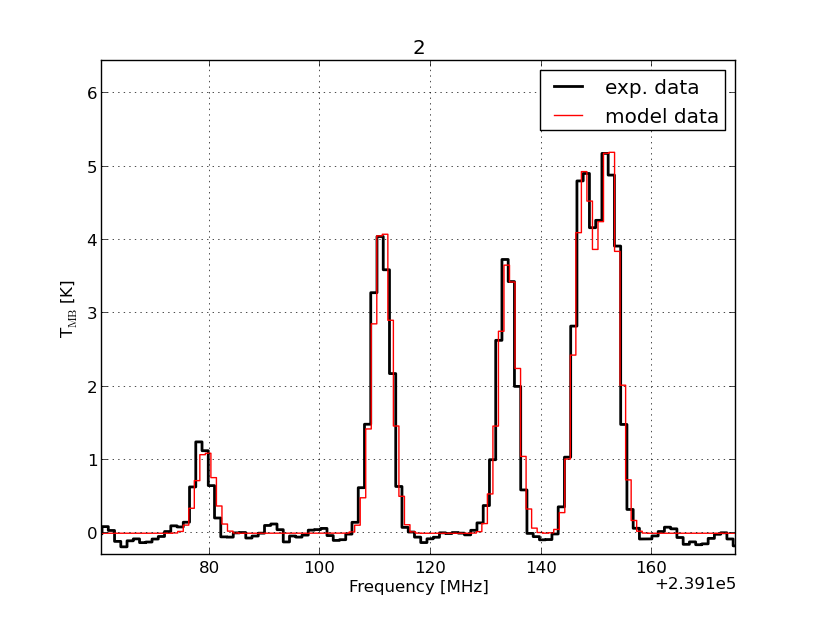 2
exp. data
model data
6
5
4
3
2
1
0
T_MB [K]
80 100 120 140 160
+2.391e5
Frequency [MHz]